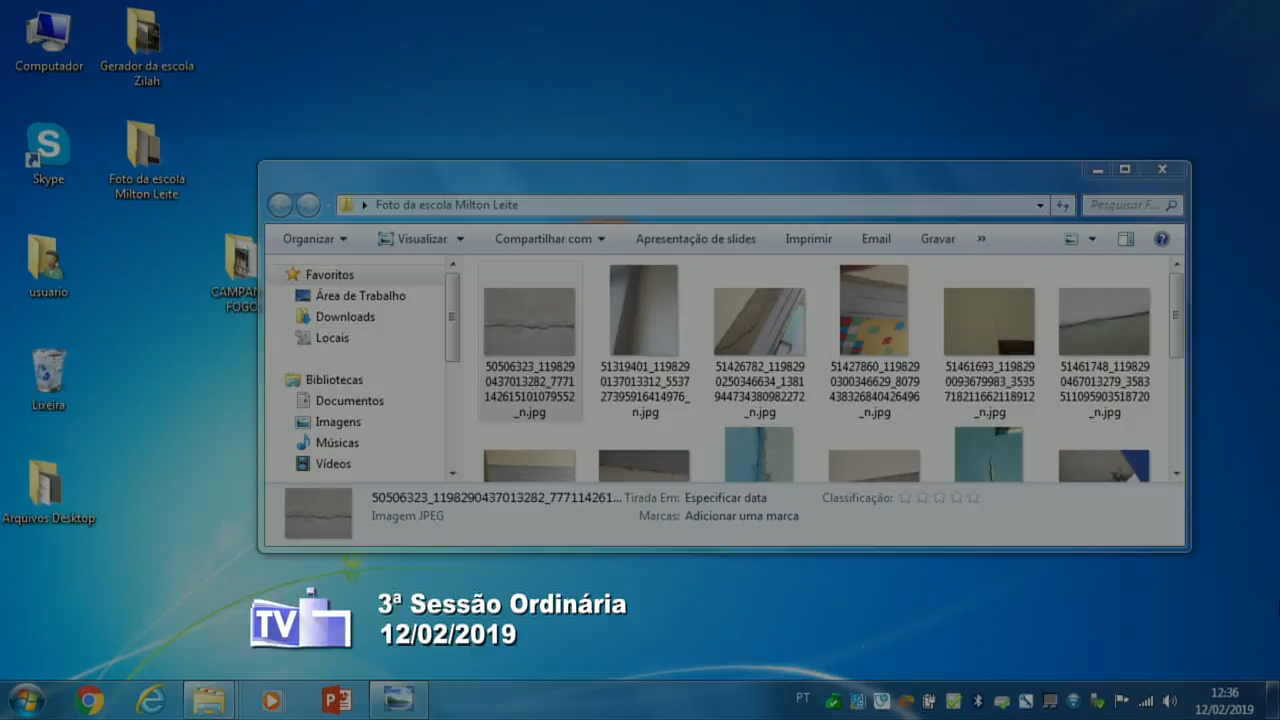 Computador
Gerador da escola
Zilah
Skype
Foto da escola
Milton Leite
usuario
CAMPAN
FOGO
Lixeira
Arquivos Desktop
Foto da escola Milton Leite
Pesquisar F...
Organizar
Visualizar
Compartilhar com
Apresentação de slides
Imprimir
Email
Gravar
»
Favoritos
Área de Trabalho
Downloads
Locais
Bibliotecas
Documentos
Imagens
Músicas
Vídeos
50506323_119829
0437013282_7771
142615101079552
_n.jpg
51319401_119829
0137013312_5537
27395916414976_
n.jpg
51426782_119829
0250346634_1381
944734380982272
_n.jpg
51427860_119829
0300346629_8079
438326840426496
_n.jpg
51461693_119829
0093679983_3535
718211662118912
_n.jpg
51461748_119829
0467013279_3583
511095903518720
_n.jpg
50506323_1198290437013282_777114261...
Tirada Em: Especificar data
Classificação:
Imagem JPEG
Marcas: Adicionar uma marca
TV
3ª Sessão Ordinária
12/02/2019
PT
12:36
12/02/2019